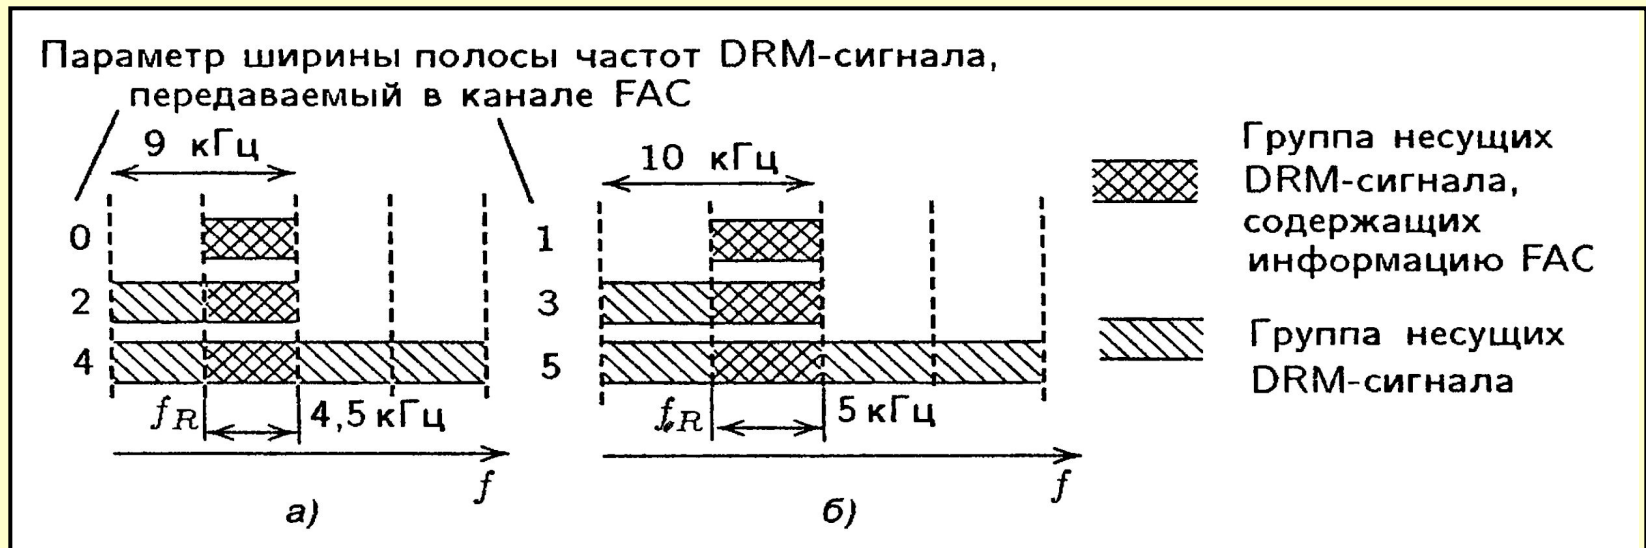 Параметр ширины полосы частот DRM-сигнала,
передаваемый в канале FAC
9 кГц
0
2
4
fR
4,5 кГц
f
а)
10 кГц
1
3
5
fR
5 кГц
f
б)
Группа несущих
DRM-сигнала,
содержащих
информацию FAC
Группа несущих
DRM-сигнала